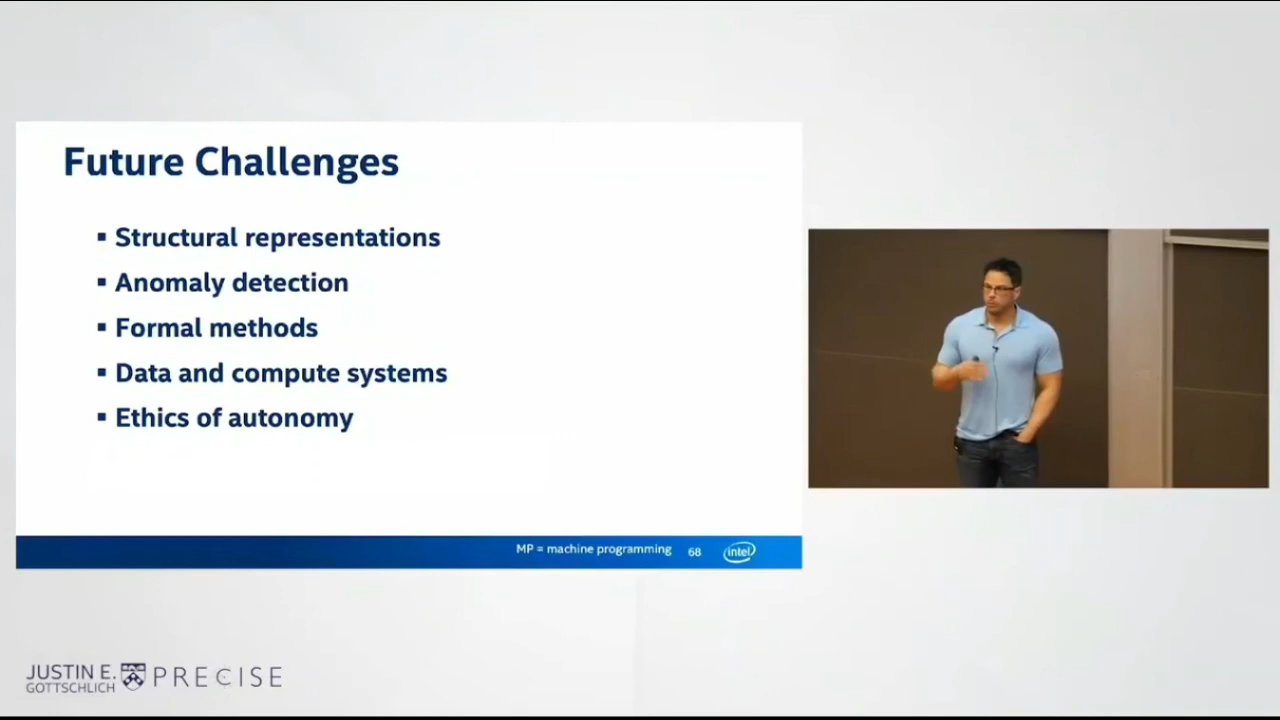 Future Challenges
▪ Structural representations
▪ Anomaly detection
▪ Formal methods
▪ Data and compute systems
▪ Ethics of autonomy
MP = machine programming 68 intel
JUSTIN E.
GOTTSCHLICH
PRECISE